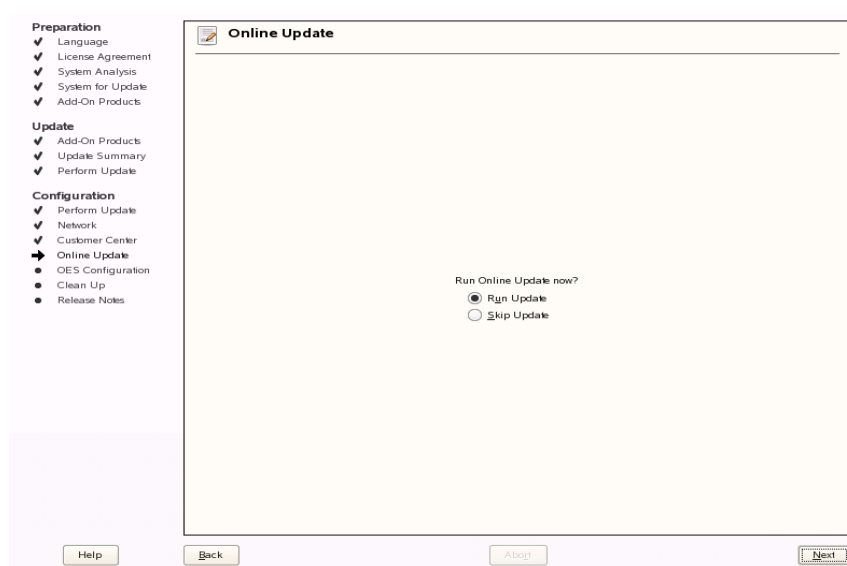 Preparation
Language
License Agreement
System Analysis
System for Update
Add-On Products
Update
Add-On Products
Update Summary
Perform Update
Configuration
Perform Update
Network
Customer Center
Online Update
OES Configuration
Clean Up
Release Notes
Online Update
Run Online Update now?
Run Update
Skip Update
Help
Back
Abort
Next